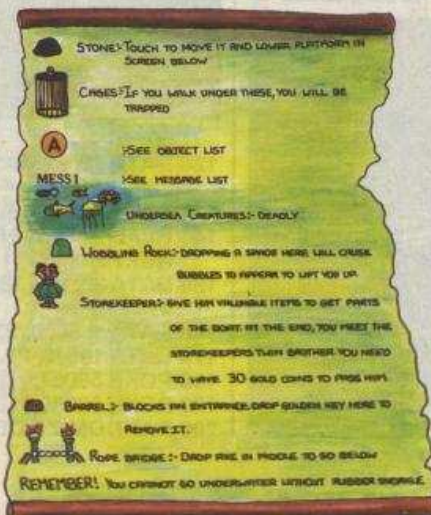 STONE:- TOUCH TO MOVE IT AND LOWER PLATFORM IN
SCREEN BELOW
CAGES:- IF YOU WALK UNDER THESE, YOU WILL BE
TRAPPED
A
:-SEE OBJECT LIST
MESS 1
:-SEE MESSAGE LIST
UNDERSEA CREATURES:- DEADLY
WOBBLING ROCK:- DROPPING A SPADE HERE WILL CAUSE
BUBBLES TO APPEAR TO LIFT YOU UP.
STOREKEEPER:- GIVE HIM VALUABLE ITEMS TO GET PARTS
OF THE BOAT. AT THE END, YOU MEET THE
STOREKEEPERS TWIN BROTHER YOU NEED
TO HAVE 30 GOLD COINS TO PASS HIM
BARREL:- BLOCKS AN ENTRANCE. DROP GOLDEN KEY HERE TO
REMOVE IT.
ROPE BRIDGE:- DROP AXE IN MIDDLE TO GO BELOW
REMEMBER! YOU CANNOT GO UNDERWATER WITHOUT RUBBER SNORKLE